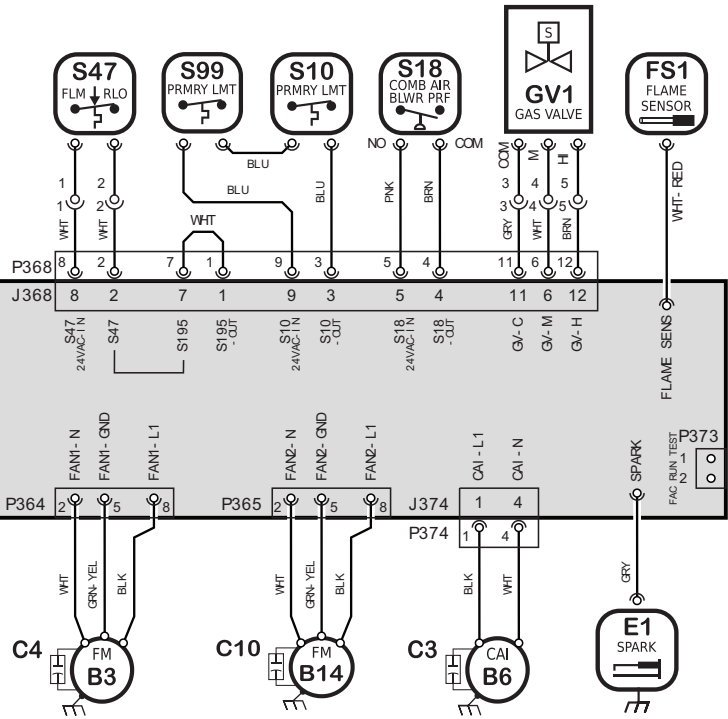 S47
FLM RLO
S99
PRMRY LMT
S10
PRMRY LMT
S18
COMB AIR
BLWR PRF
S
GV1
GAS VALVE
FS1
FLAME
SENSOR
NO
COM
COM
M
HI
BLU
1
2
BLU
BLU
PNK
BRN
3
4
5
WHT-RED
1
2
3
4
5
WHT
WHT
WHT
GRY
WHT
BRN
P368
8
2
7
1
9
3
5
4
11
6
12
J368
8
2
7
1
9
3
5
4
11
6
12
S47
24VAC-IN
S47
S195
S195
-OUT
S10
24VAC-IN
S10
-OUT
S18
24VAC-IN
S18
-OUT
GV-C
GV-M
GV-H
FLAME SENS
FAN1-N
FAN1-GND
FAN1-L1
FAN2-N
FAN2-GND
FAN2-L1
CAI-L1
CAI-N
SPARK
FAC RUN TEST
P373
1
2
P364
2
5
8
P365
2
5
8
J374
1
4
P374
1
4
WHT
GRN-YEL
BLK
WHT
GRN-YEL
BLK
BLK
WHT
GRY
C4
FM
B3
C10
FM
B14
C3
CAI
B6
E1
SPARK